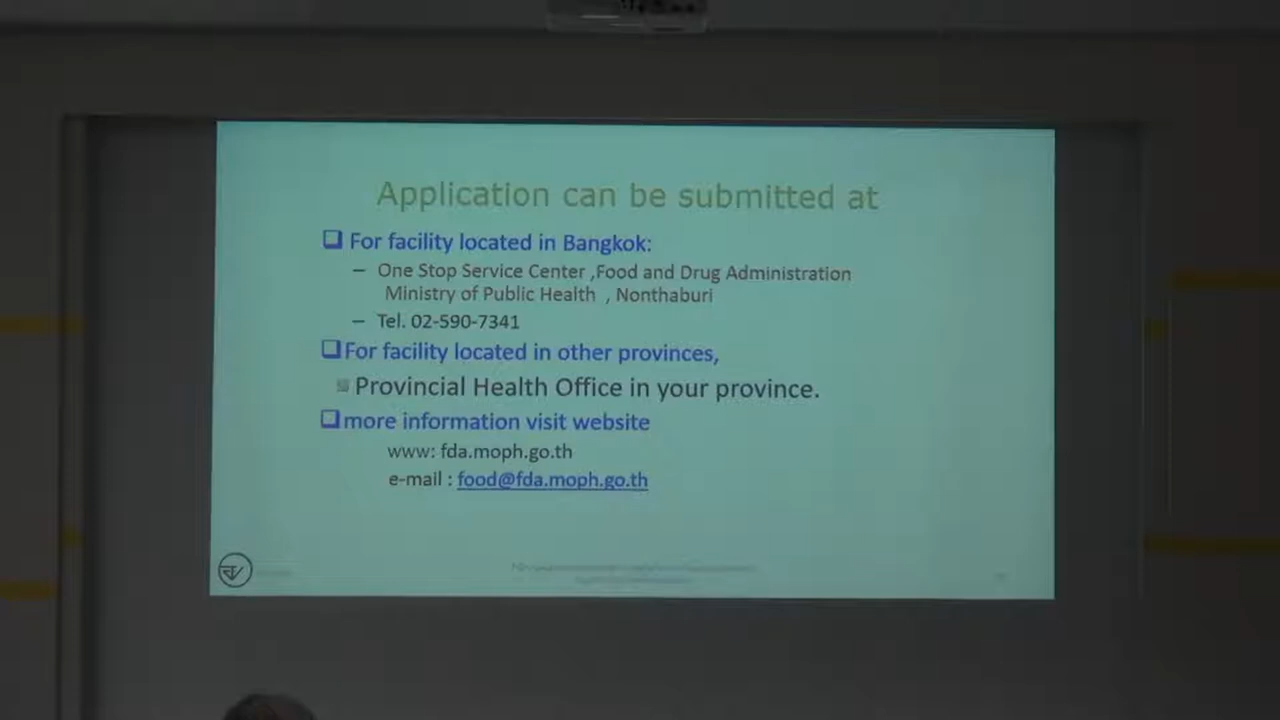 Application can be submitted at
❑ For facility located in Bangkok:
– One Stop Service Center ,Food and Drug Administration
Ministry of Public Health , Nonthaburi
– Tel. 02-590-7341
❑For facility located in other provinces,
Provincial Health Office in your province.
❑more information visit website
www: fda.moph.go.th
e-mail : food@fda.moph.go.th